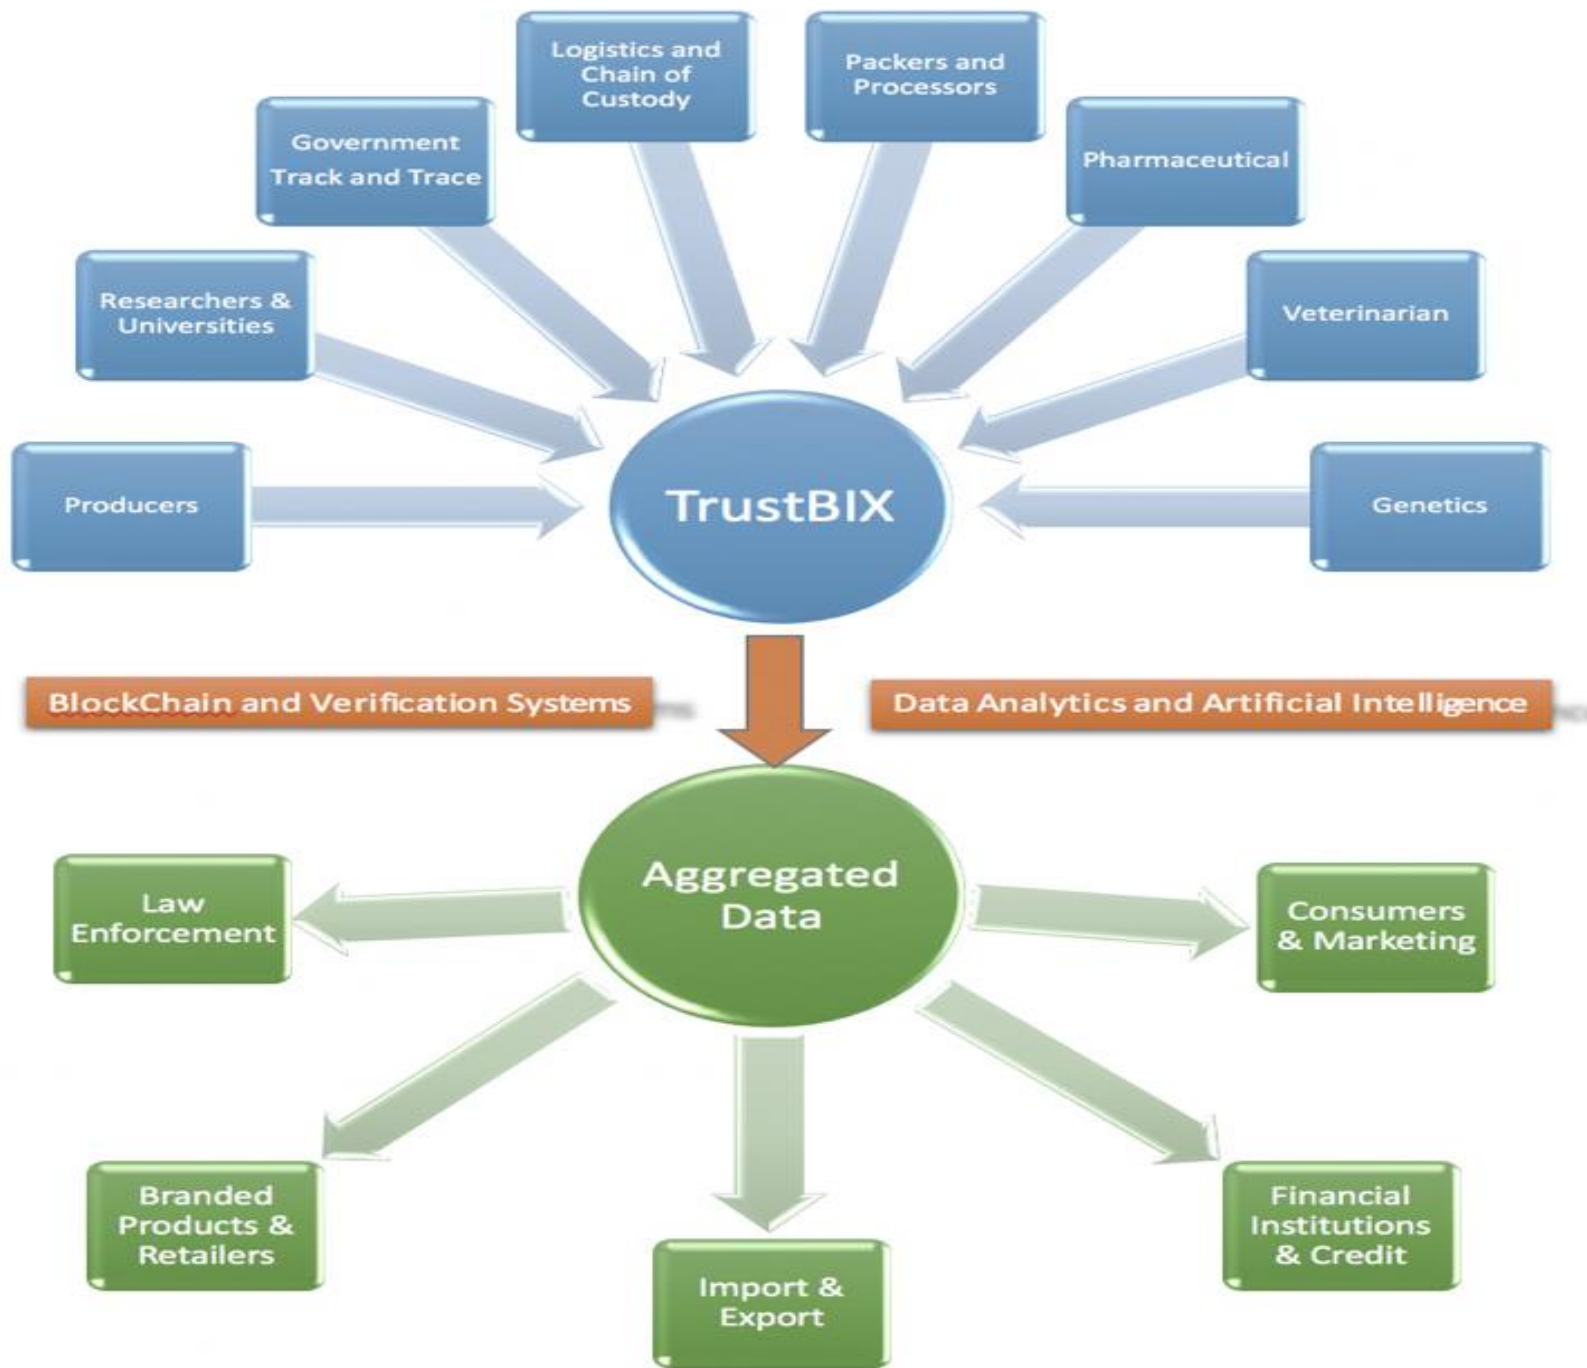 Logistics and
Chain of
Custody
Packers and
Processors
Government
Track and Trace
Pharmaceutical
Researchers &
Universities
Veterinarian
Producers
TrustBIX
Genetics
BlockChain and Verification Systems
Data Analytics and Artificial Intelligence
Aggregated
Data
Law
Enforcement
Consumers
& Marketing
Branded
Products &
Retailers
Import &
Export
Financial
Institutions
& Credit